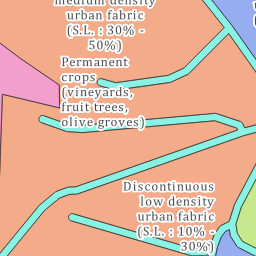 medium density
urban fabric
(S.L. : 30% -
50%)
Permanent
crops
(vineyards,
fruit trees,
olive groves)
Discontinuous
low density
urban fabric
(S.L. : 10% -
30%)